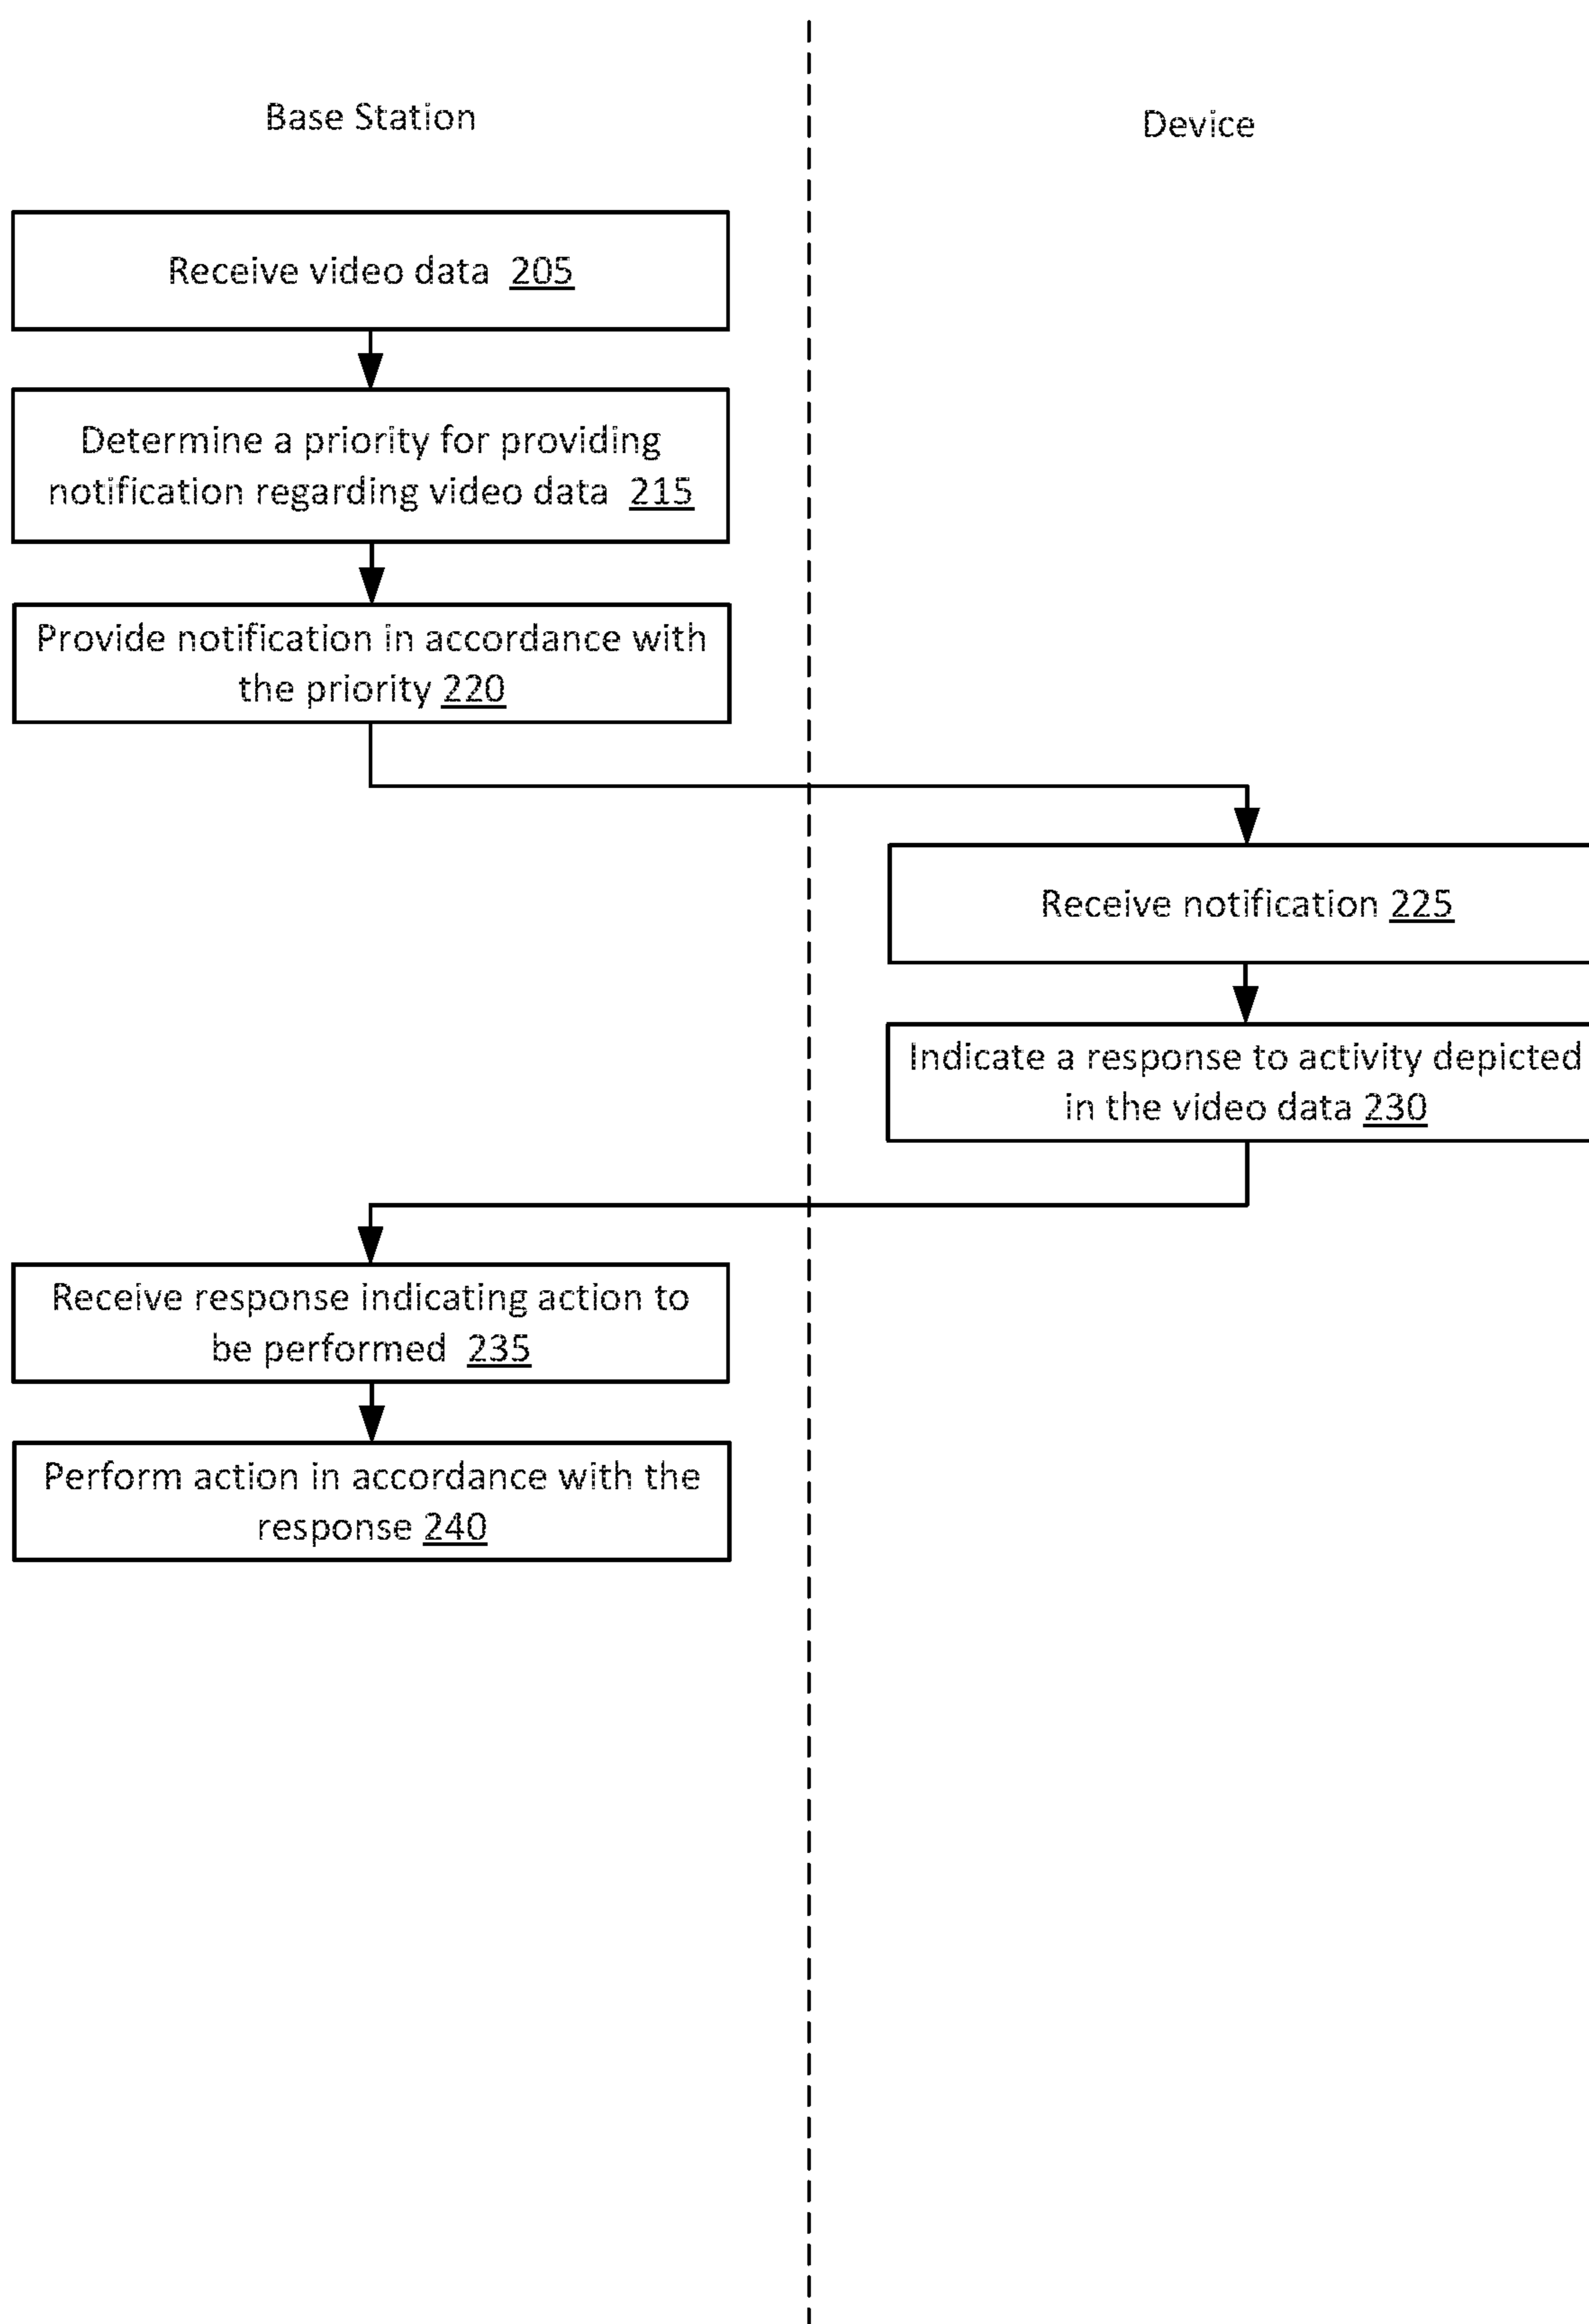 Base Station
Device
Receive video data 205
Determine a priority for providing
notification regarding video data 215
Provide notification in accordance with
the priority 220
Receive notification 225
Indicate a response to activity depicted
in the video data 230
Receive response indicating action to
be performed 235
Perform action in accordance with the
response 240